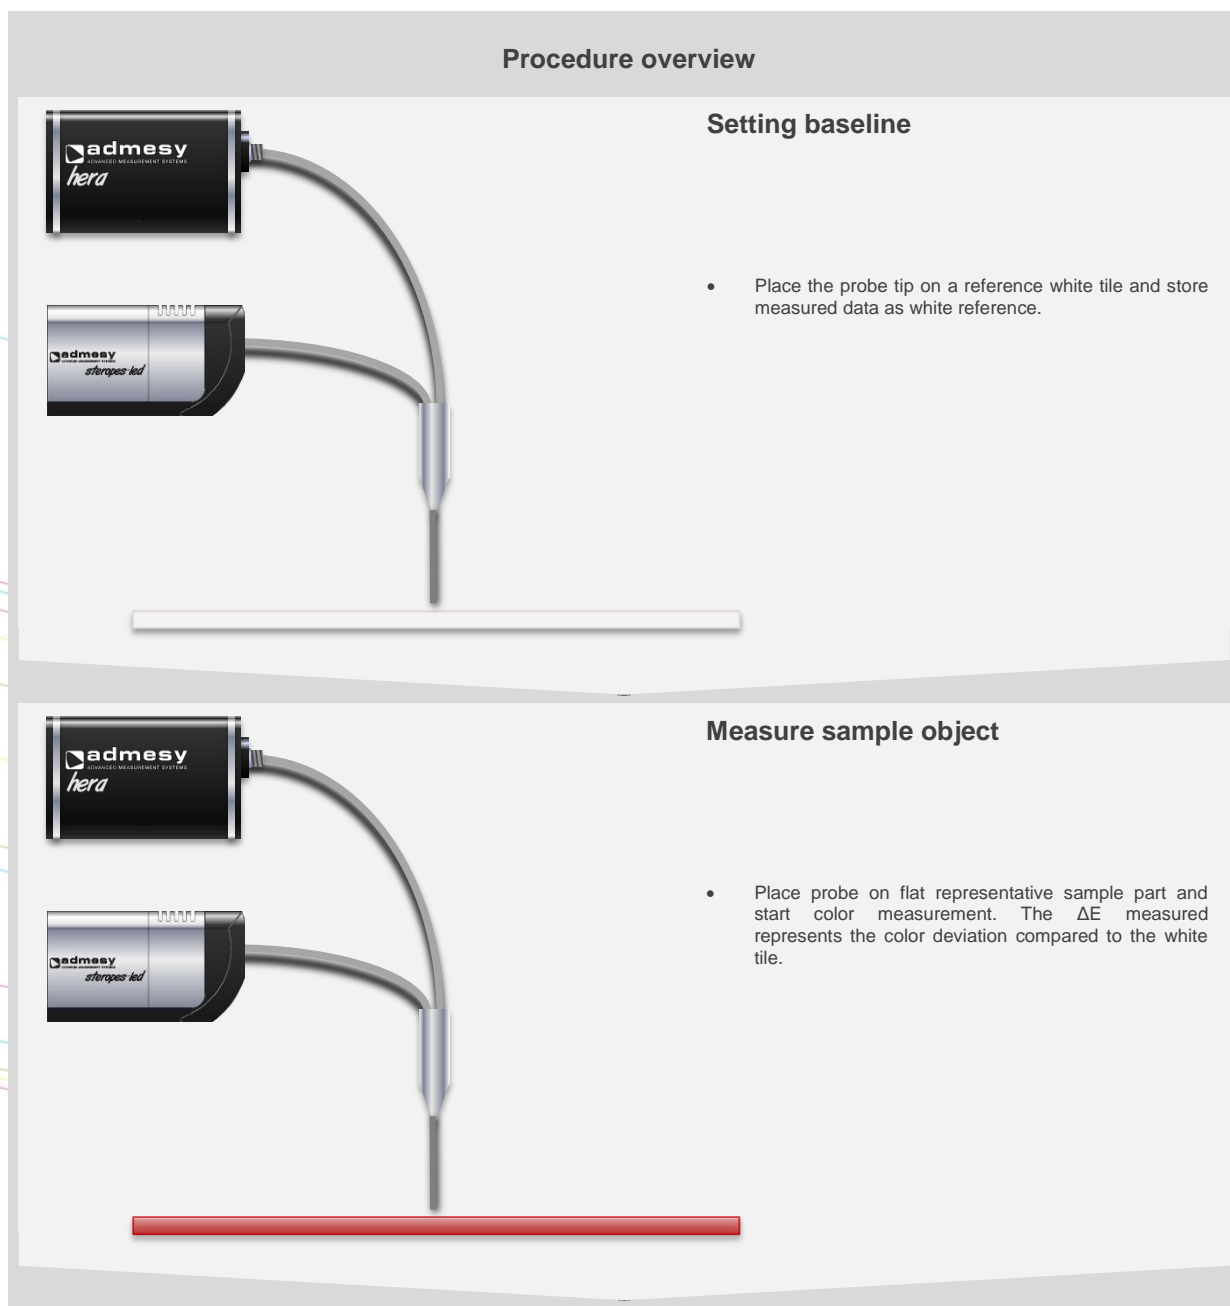 Procedure overview
admesy
ADVANCED MEASUREMENT SYSTEMS
hera
admesy
steropes-led
Setting baseline
• Place the probe tip on a reference white tile and store
measured data as white reference.
admesy
ADVANCED MEASUREMENT SYSTEMS
hera
admesy
steropes-led
Measure sample object
• Place probe on flat representative sample part and
start color measurement. The ΔE measured
represents the color deviation compared to the white
tile.